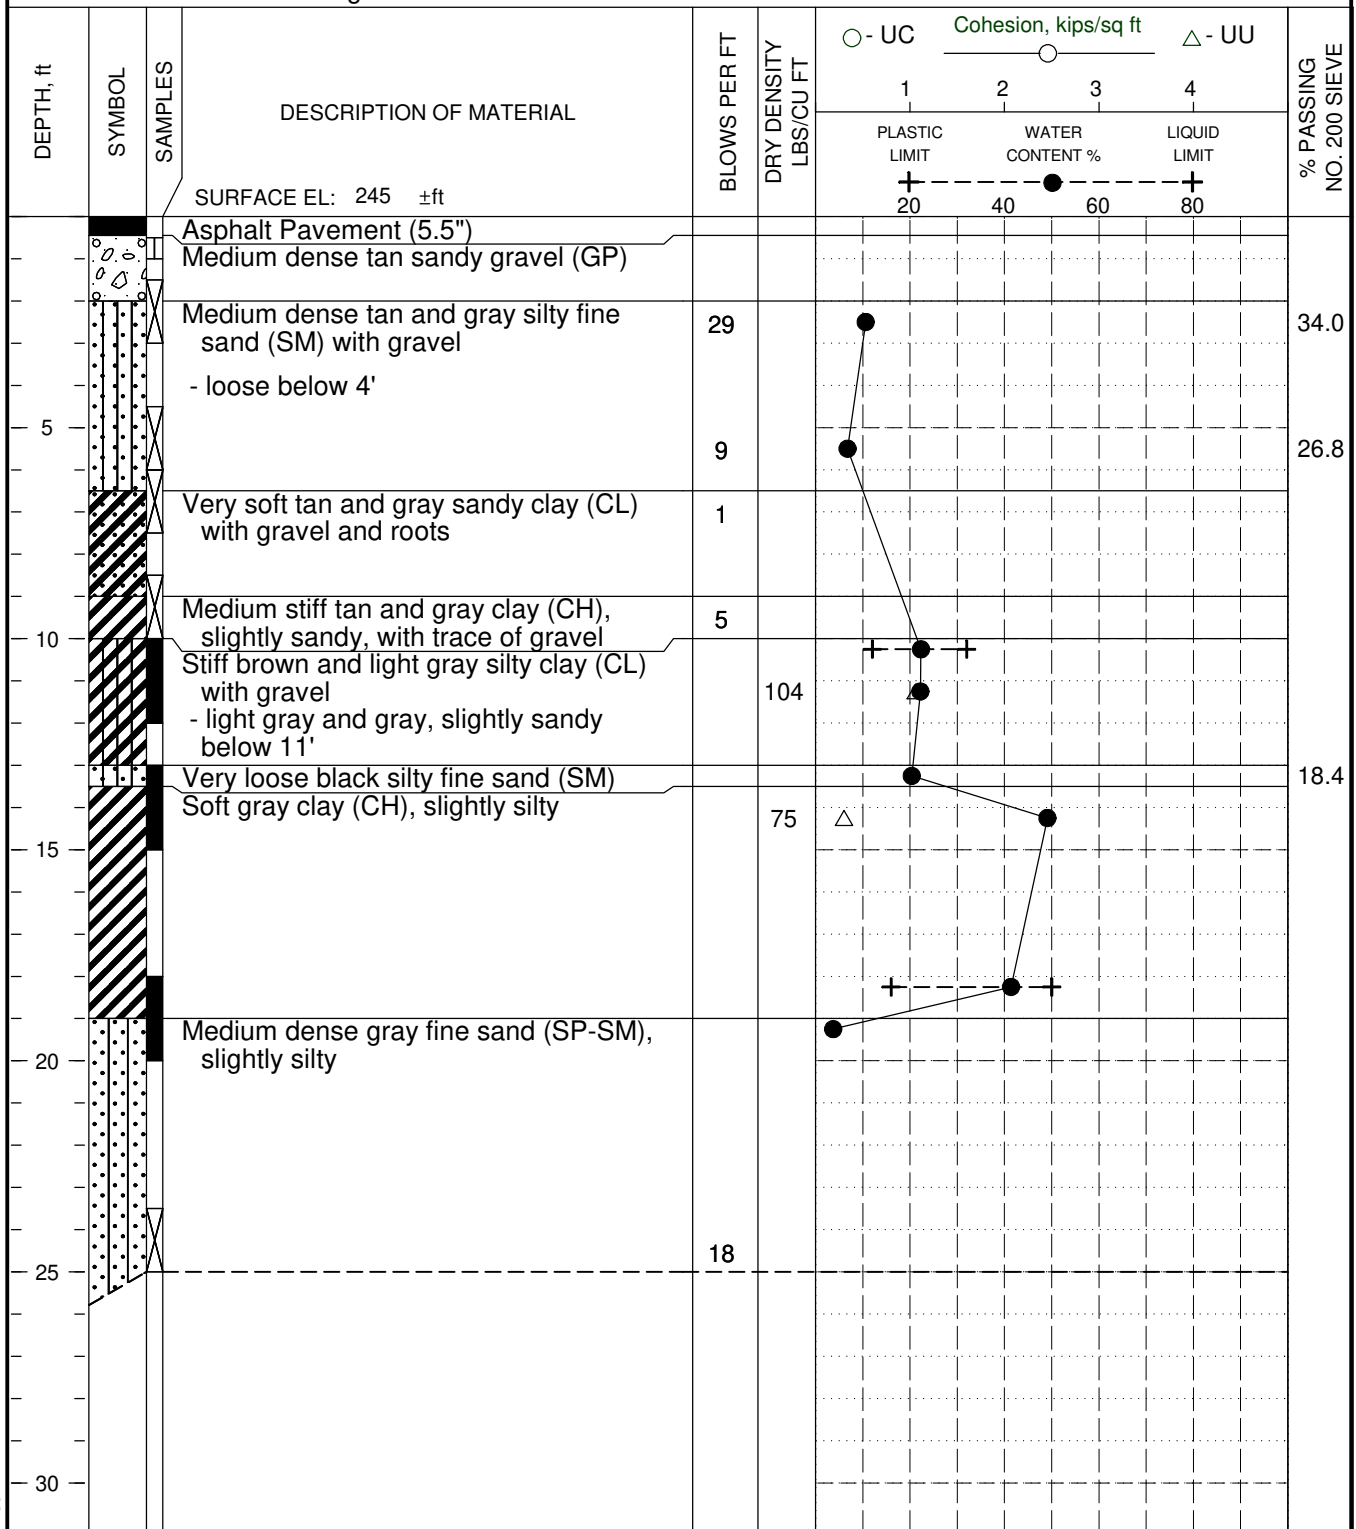 DEPTH, ft
SYMBOL
SAMPLES
DESCRIPTION OF MATERIAL
SURFACE EL: 245 ±ft
BLOWS PER FT
DRY DENSITY
LBS/CU FT
○ - UC
Cohesion, kips/sq ft
△ - UU
1 2 3 4
PLASTIC
LIMIT
WATER
CONTENT %
LIQUID
LIMIT
20 40 60 80
% PASSING
NO. 200 SIEVE
Asphalt Pavement (5.5")
Medium dense tan sandy gravel (GP)
Medium dense tan and gray silty fine
sand (SM) with gravel
29
34.0
- loose below 4'
5
9
26.8
Very soft tan and gray sandy clay (CL)
with gravel and roots
1
Medium stiff tan and gray clay (CH),
slightly sandy, with trace of gravel
5
10
Stiff brown and light gray silty clay (CL)
with gravel
104
- light gray and gray, slightly sandy
below 11'
Very loose black silty fine sand (SM)
18.4
Soft gray clay (CH), slightly silty
75
15
Medium dense gray fine sand (SP-SM),
slightly silty
20
18
25
30